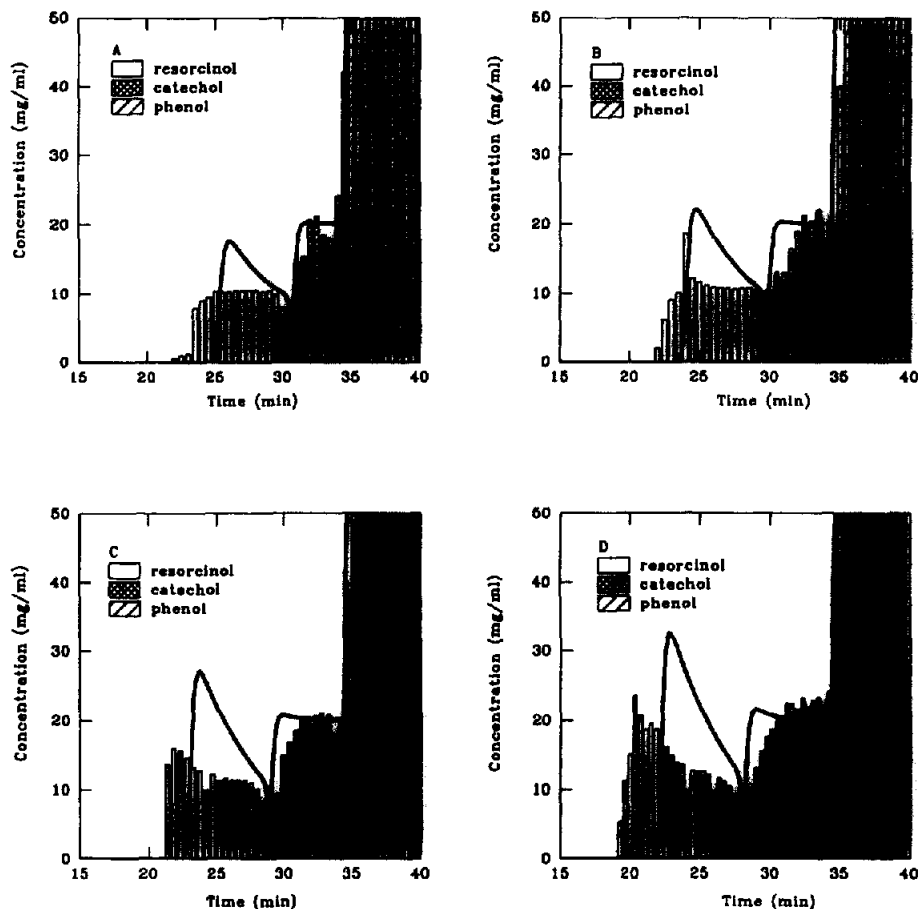 A
resorcinol
catechol
phenol
Concentration (mg/ml)
50
40
30
20
10
0
15 20 25 30 35 40
Time (min)
B
resorcinol
catechol
phenol
Concentration (mg/ml)
50
40
30
20
10
0
15 20 25 30 35 40
Time (min)
C
resorcinol
catechol
phenol
Concentration (mg/ml)
50
40
30
20
10
0
15 20 25 30 35 40
Time (min)
D
resorcinol
catechol
phenol
Concentration (mg/ml)
50
40
30
20
10
0
15 20 25 30 35 40
Time (min)